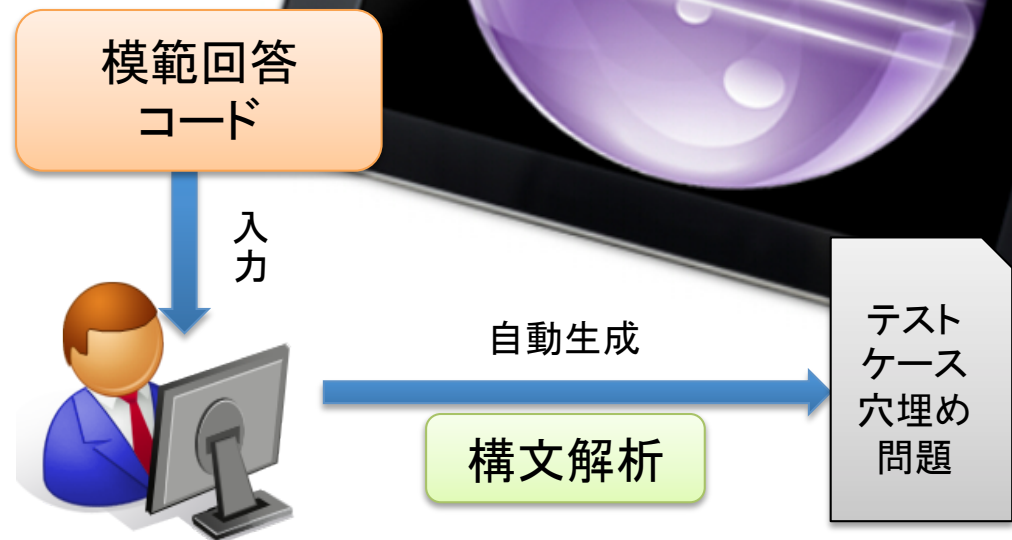 模範回答
コード
入
力
自動生成
構文解析
テスト
ケース
穴埋め
問題